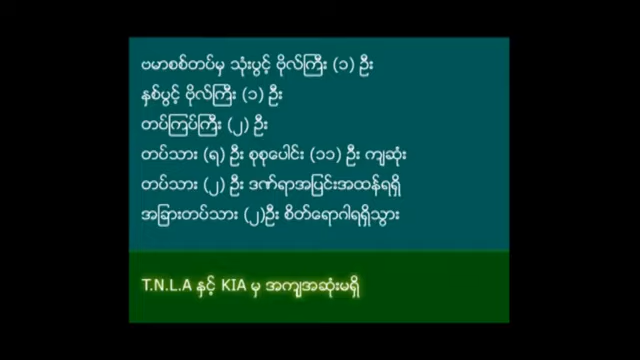 ဗမာစစ်တပ်မှ သုံးပွင့် ဗိုလ်ကြီး (၁) ဦး
နှစ်ပွင့် ဗိုလ်ကြီး (၁) ဦး
တပ်ကြပ်ကြီး (၂) ဦး
တပ်သား (ရ) ဦး စုစုပေါင်း (၁၁) ဦး ကျဆုံး
တပ်သား (၂) ဦး ဒဏ်ရာအပြင်းအထန်ရရှိ
အခြားတပ်သား (၂)ဦး စိတ်ရောဂါရရှိသွား
T.N.L.A နှင့် KIA မှ အကျအဆုံးမရှိ